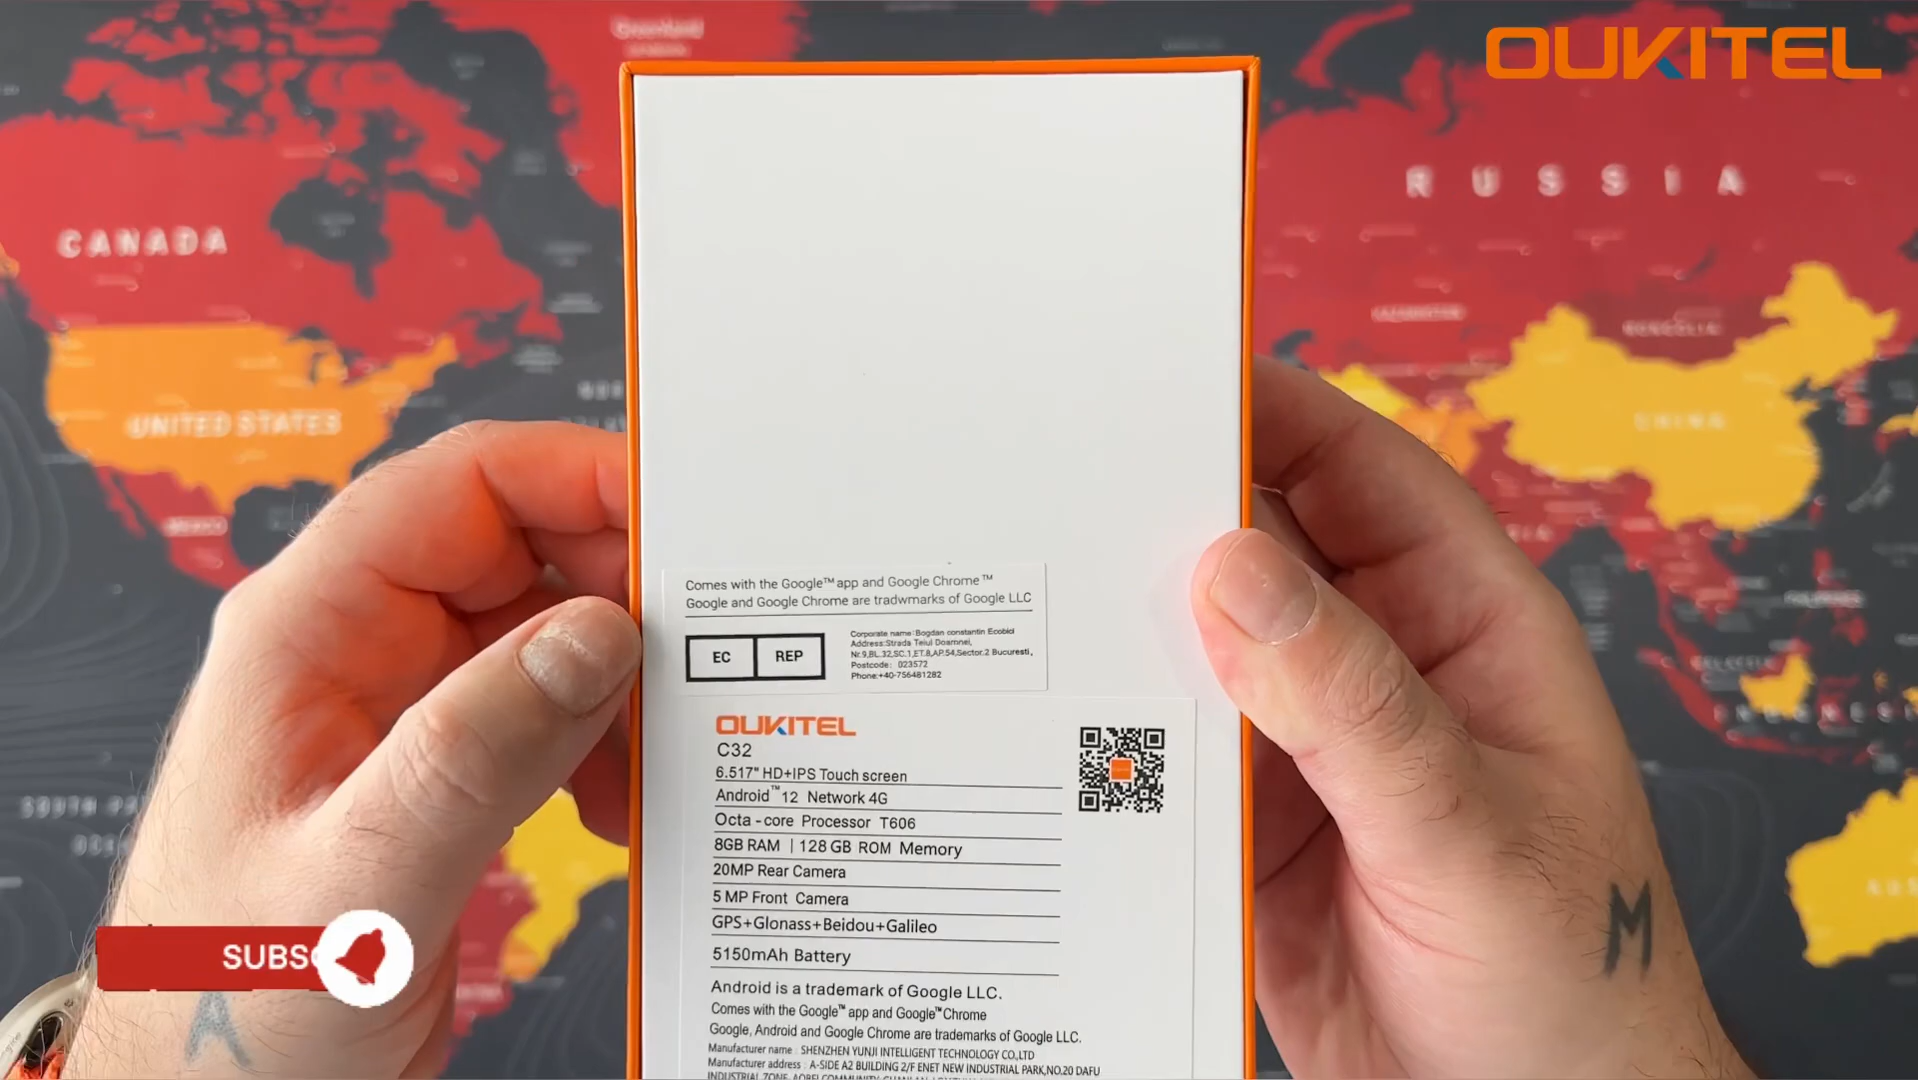 OUKITEL
CANADA
RUSSIA
UNITED STATES
CHINA
Comes with the Google™ app and Google Chrome™
Google and Google Chrome are tradwmarks of Google LLC
EC REP
Corporate name:Bogdan constantin Ecobici
Address:Strada Teiul Doamnei,
Nr.9,BL.32,SC.1,ET.8,AP.54,Sector.2 Bucuresti,
Postcode: 023572
Phone:+40-756481282
OUKITEL
C32
6.517" HD+IPS Touch screen
Android™12 Network 4G
Octa-core Processor T606
8GB RAM | 128 GB ROM Memory
20MP Rear Camera
5 MP Front Camera
GPS+Glonass+Beidou+Galileo
5150mAh Battery
Android is a trademark of Google LLC.
Comes with the Google™ app and Google™Chrome
Google, Android and Google Chrome are trademarks of Google LLC.
Manufacturer name : SHENZHEN YUNJI INTELLIGENT TECHNOLOGY CO.,LTD
Manufacturer address : A-SIDE A2 BUILDING 2/F ENET NEW INDUSTRIAL PARK,NO.20 DAFU
SUBS
A
M